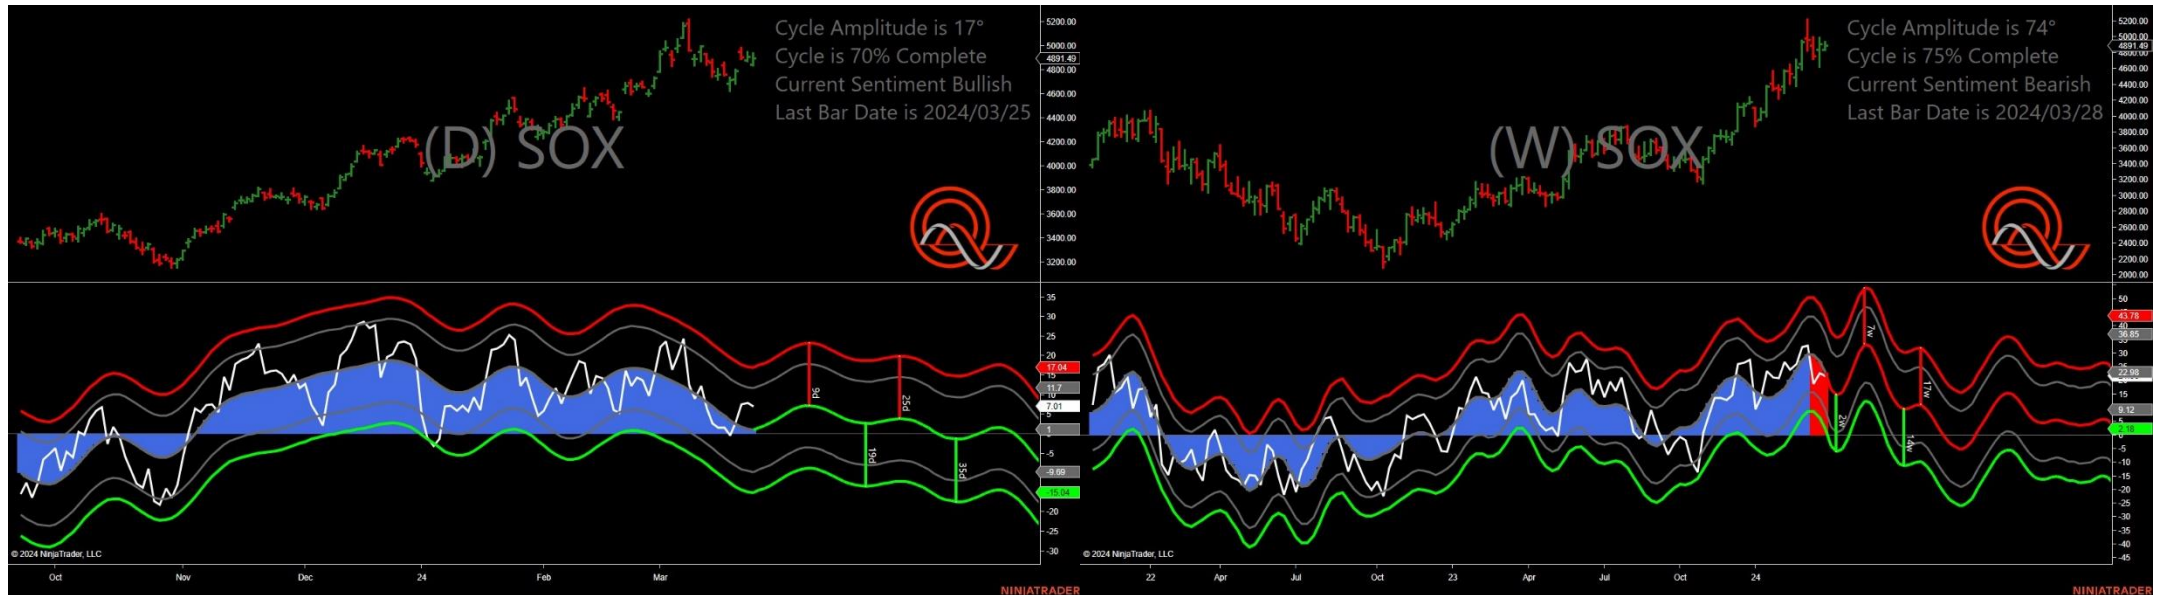 Cycle Amplitude is 17°
Cycle is 70% Complete
Current Sentiment Bullish
Last Bar Date is 2024/03/25
(D) SOX
5200.00
5000.00
4891.49
4800.00
4600.00
4400.00
4200.00
4000.00
3800.00
3600.00
3400.00
3200.00
35
30
25
20
17.04
15
11.7
10
7.01
1
-5
-9.69
-15.04
-20
-25
-30
9d
19d
25d
35d
© 2024 NinjaTrader, LLC
Oct
Nov
Dec
24
Feb
Mar
NINJATRADER
Cycle Amplitude is 74°
Cycle is 75% Complete
Current Sentiment Bearish
Last Bar Date is 2024/03/28
(W) SOX
5200.00
5000.00
4891.49
4800.00
4600.00
4400.00
4200.00
4000.00
3800.00
3600.00
3400.00
3200.00
3000.00
2800.00
2600.00
2400.00
2200.00
2000.00
50
43.78
40
36.85
30
22.98
15
9.12
5
2.18
-5
-10
-15
-20
-25
-30
-35
-40
-45
7w
2w
14w
17w
© 2024 NinjaTrader, LLC
22
Apr
Jul
Oct
23
Apr
Jul
Oct
24
NINJATRADER